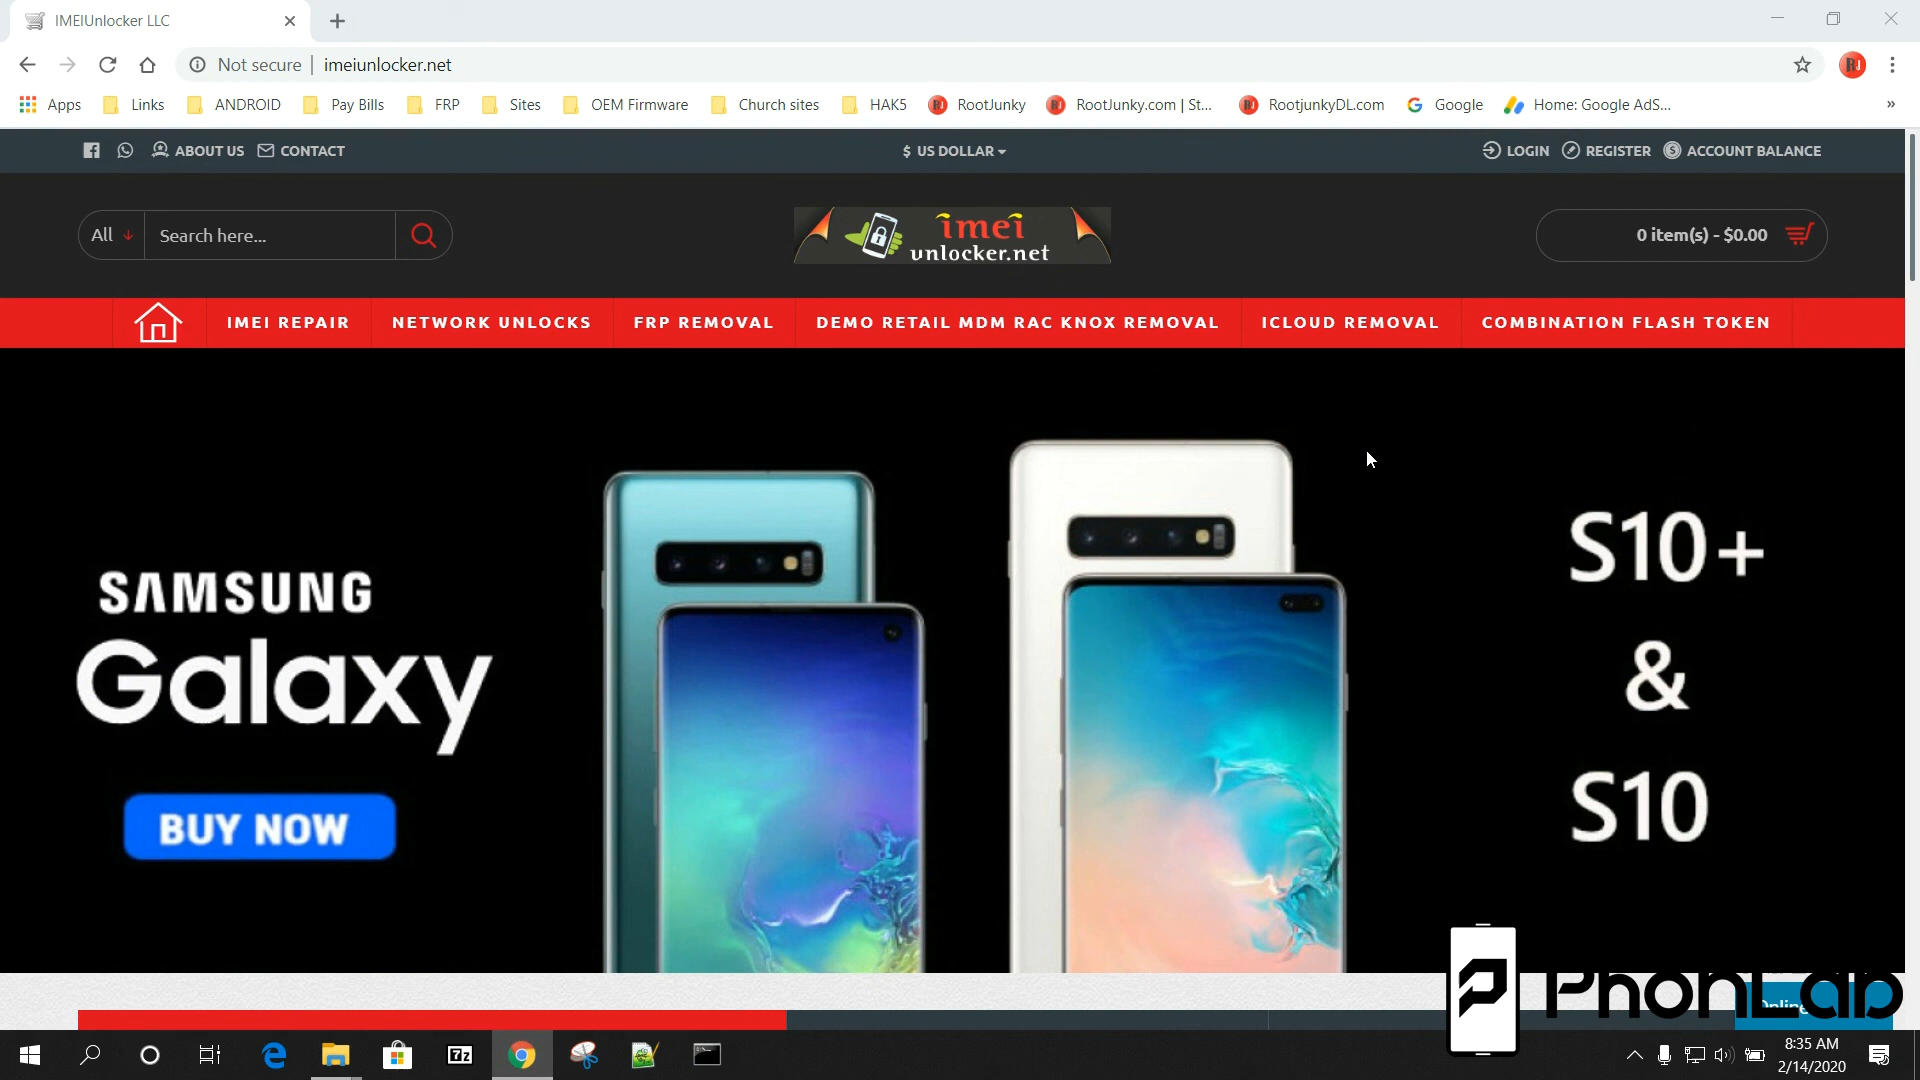 IMEIUnlocker LLC
Not secure | imeiunlocker.net
Apps Links ANDROID Pay Bills FRP Sites OEM Firmware Church sites HAK5 RootJunky RootJunky.com | St... RootjunkyDL.com Google Home: Google AdS... »
ABOUT US CONTACT $ US DOLLAR LOGIN REGISTER ACCOUNT BALANCE
All Search here... imei unlocker.net 0 item(s) - $0.00
IMEI REPAIR NETWORK UNLOCKS FRP REMOVAL DEMO RETAIL MDM RAC KNOX REMOVAL ICLOUD REMOVAL COMBINATION FLASH TOKEN
SAMSUNG
Galaxy
BUY NOW
S10+
&
S10
PhonLab
Online
7z
8:35 AM
2/14/2020